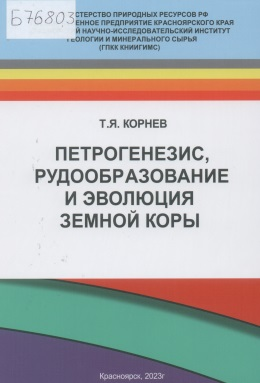 Б76803
СТЕРСТВО ПРИРОДНЫХ РЕСУРСОВ РФ
ЕННОЕ ПРЕДПРИЯТИЕ КРАСНОЯРСКОГО КРАЯ
Й НАУЧНО-ИССЛЕДОВАТЕЛЬСКИЙ ИНСТИТУТ
ГЕОЛОГИИ И МИНЕРАЛЬНОГО СЫРЬЯ
(ГПКК КНИИГИМС)
Т.Я. КОРНЕВ
ПЕТРОГЕНЕЗИС,
РУДООБРАЗОВАНИЕ
И ЭВОЛЮЦИЯ
ЗЕМНОЙ КОРЫ
Красноярск, 2023г